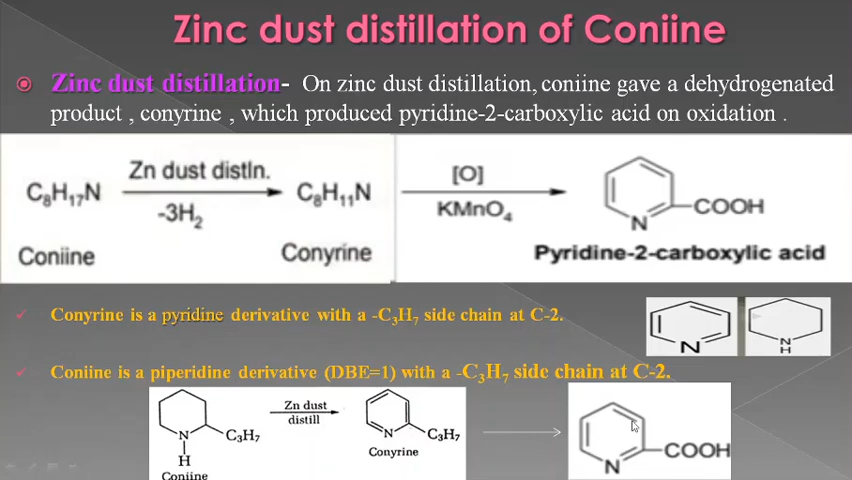 Zinc dust distillation of Coniine
Zinc dust distillation- On zinc dust distillation, coniine gave a dehydrogenated
product , conyrine , which produced pyridine-2-carboxylic acid on oxidation .
C₈H₁₇N
Zn dust distln.
-3H₂
C₈H₁₁N
[O]
KMnO₄
N
COOH
Coniine
Conyrine
Pyridine-2-carboxylic acid
Conyrine is a pyridine derivative with a -C₃H₇ side chain at C-2.
N
N
H
Coniine is a piperidine derivative (DBE=1) with a -C₃H₇ side chain at C-2.
N
H
C₃H₇
Coniine
Zn dust
distill
N
C₃H₇
Conyrine
N
COOH